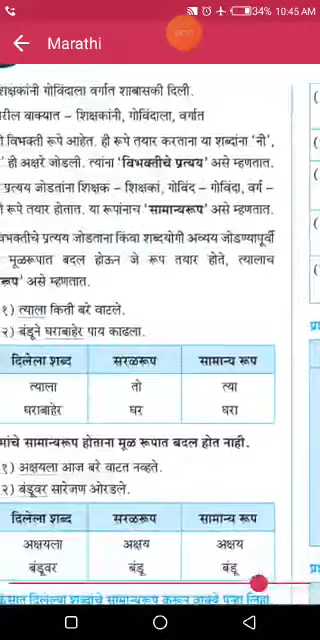 34% 10:45 AM
Marathi
शिक्षकांनी गोविंदाला वर्गात शाबासकी दिली.
रील वाक्यात – शिक्षकांनी, गोविंदाला, वर्गात
ी विभक्ती रूपे आहेत. ही रूपे तयार करताना या शब्दांना 'नी',
' ही अक्षरे जोडली. त्यांना 'विभक्तीचे प्रत्यय' असे म्हणतात.
प्रत्यय जोडतांना शिक्षक – शिक्षकां, गोविंद – गोविंदा, वर्ग –
ी रूपे तयार होतात. या रूपांनाच 'सामान्यरूप' असे म्हणतात.
विभक्तीचे प्रत्यय जोडताना किंवा शब्दयोगी अव्यय जोडण्यापूर्वी
मूळरूपात बदल होऊन जे रूप तयार होते, त्यालाच
रूप' असे म्हणतात.
१) त्याला किती बरे वाटले.
२) बंडूने घराबाहेर पाय काढला.
दिलेला शब्द सरळरूप सामान्य रूप
त्याला तो त्या
घराबाहेर घर घरा
मांचे सामान्यरूप होताना मूळ रूपात बदल होत नाही.
१) अक्षयला आज बरे वाटत नव्हते.
२) बंडूवर सारेजण ओरडले.
दिलेला शब्द सरळरूप सामान्य रूप
अक्षयला अक्षय अक्षय
बंडूवर बंडू बंडू
दिलेल्या शब्दांचे सामान्यरूप करून वाक्ये पुन्हा लिहा.